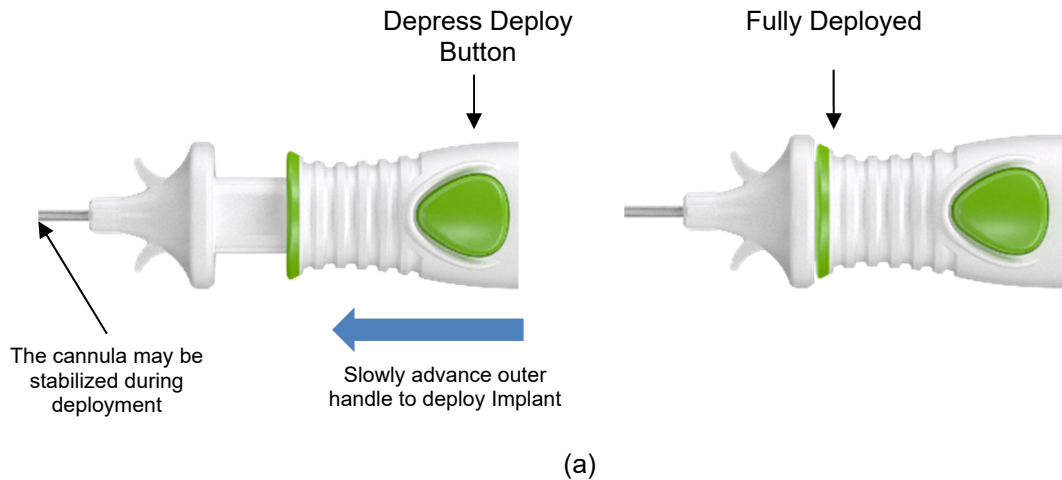 Depress Deploy
Button
Fully Deployed
The cannula may be
stabilized during
deployment
Slowly advance outer
handle to deploy Implant
(a)